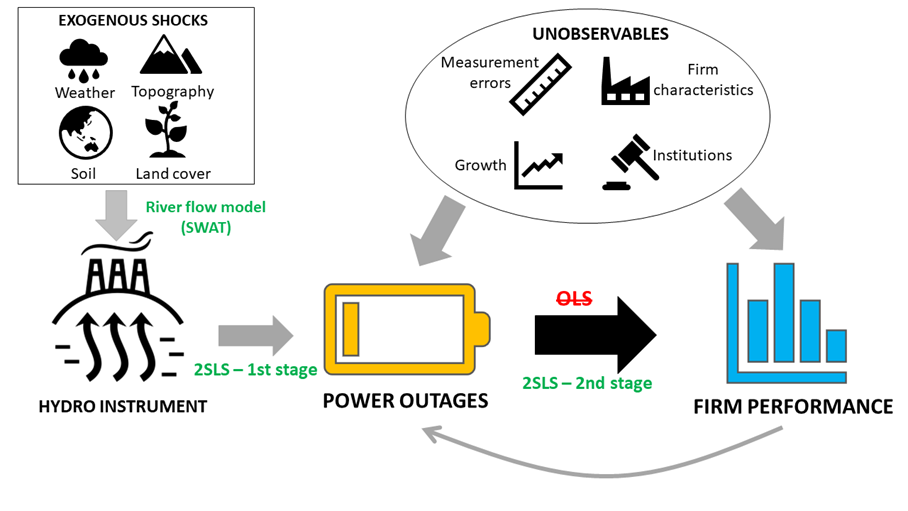 EXOGENOUS SHOCKS
Weather
Topography
Soil
Land cover
UNOBSERVABLES
Measurement
errors
Firm
characteristics
Growth
Institutions
River flow model
(SWAT)
OLS
2SLS – 1st stage
2SLS – 2nd stage
HYDRO INSTRUMENT
POWER OUTAGES
FIRM PERFORMANCE